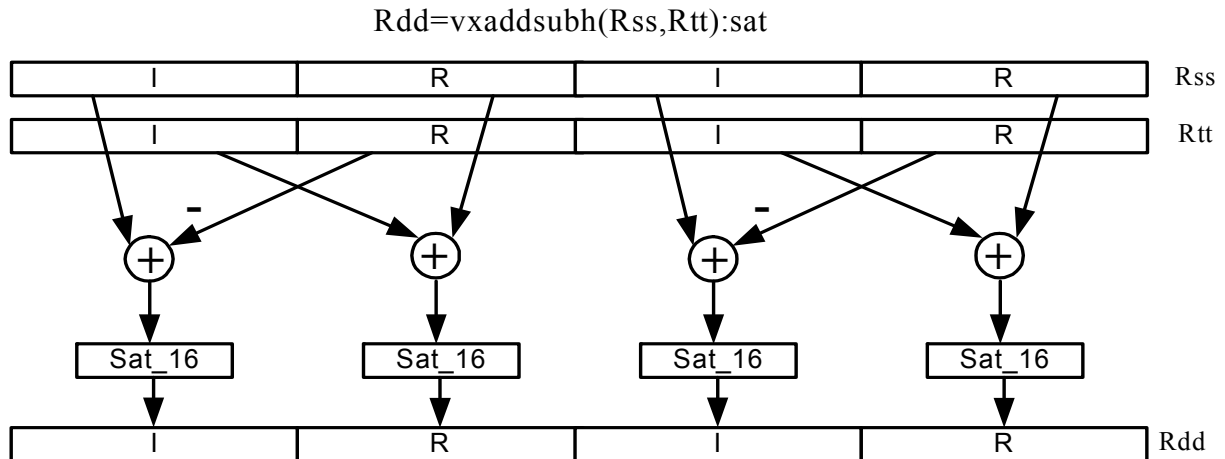 Rdd=vxaddsubh(Rss,Rtt):sat
I R I R Rss
I R I R Rtt
- -
+ + + +
Sat_16 Sat_16 Sat_16 Sat_16
I R I R Rdd